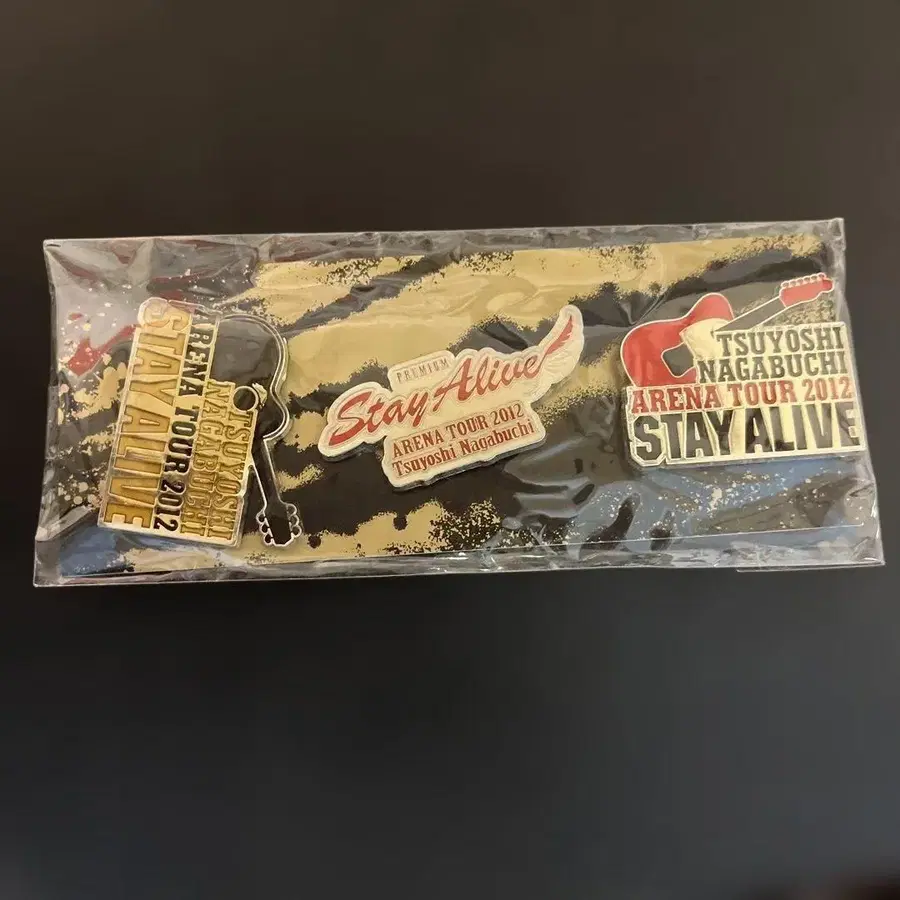 TSUYOSHI
NAGABUCHI
ARENA TOUR 2012
STAY ALIVE
PREMIUM
Stay Alive
ARENA TOUR 2012
Tsuyoshi Nagabuchi
TSUYOSHI
NAGABUCHI
ARENA TOUR 2012
STAY ALIVE